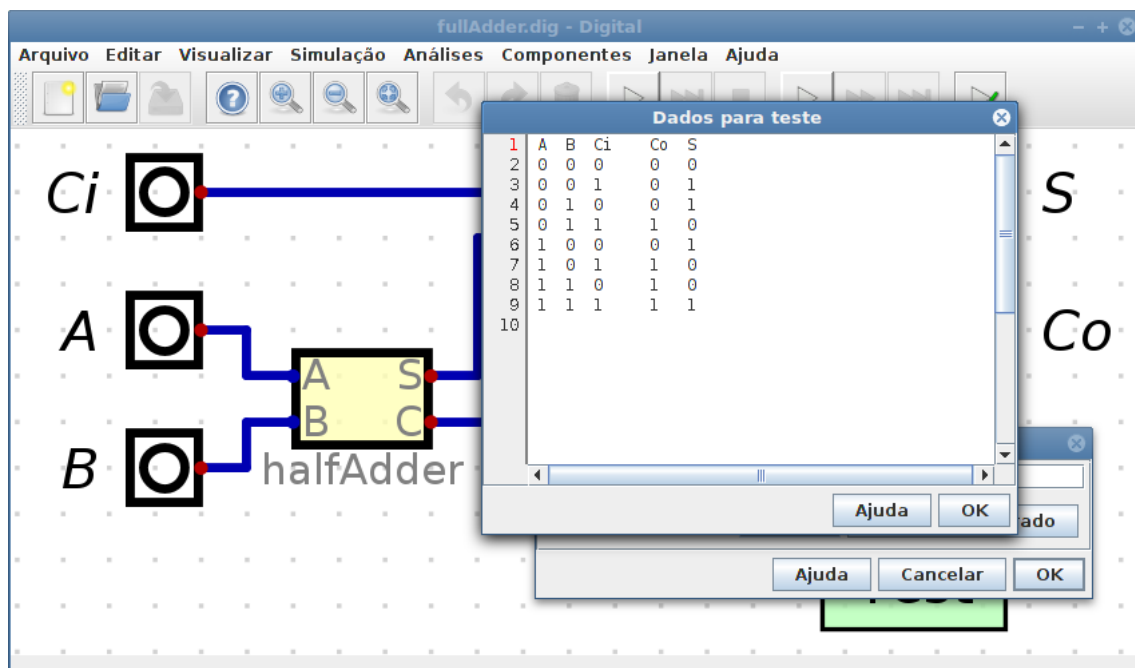 fullAdder.dig - Digital
Arquivo Editar Visualizar Simulação Análises Componentes Janela Ajuda
Dados para teste
1 A B Ci Co S
2 0 0 0 0 0
3 0 0 1 0 1
4 0 1 0 0 1
5 0 1 1 1 0
6 1 0 0 0 1
7 1 0 1 1 0
8 1 1 0 1 0
9 1 1 1 1 1
10
Ajuda OK
Ci
A
B
A S
B C
halfAdder
S
Co
Ajuda Cancelar OK